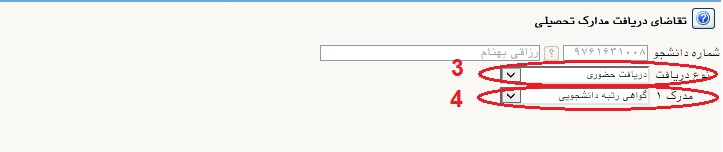 تقاضای دریافت مدارک تحصیلی
شماره دانشجو ۹۷۶۱۶۳۱۰۰۸ ? رزاقی بهنام
نوع دریافت دریافت حضوری 3
مدرک ۱ گواهی رتبه دانشجویی 4